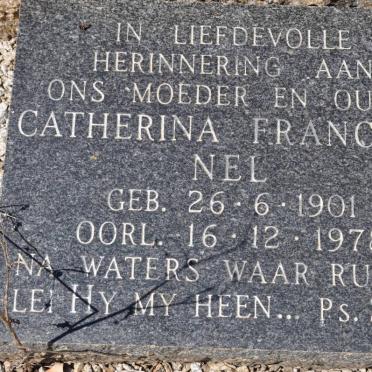 IN LIEFDEVOLLE
HERINNERING AAN
ONS MOEDER EN OU
CATHERINA FRANC
NEL
GEB. 26·6·1901
OORL. 16·12·1978
NA WATERS WAAR RU
LEI HY MY HEEN... Ps.